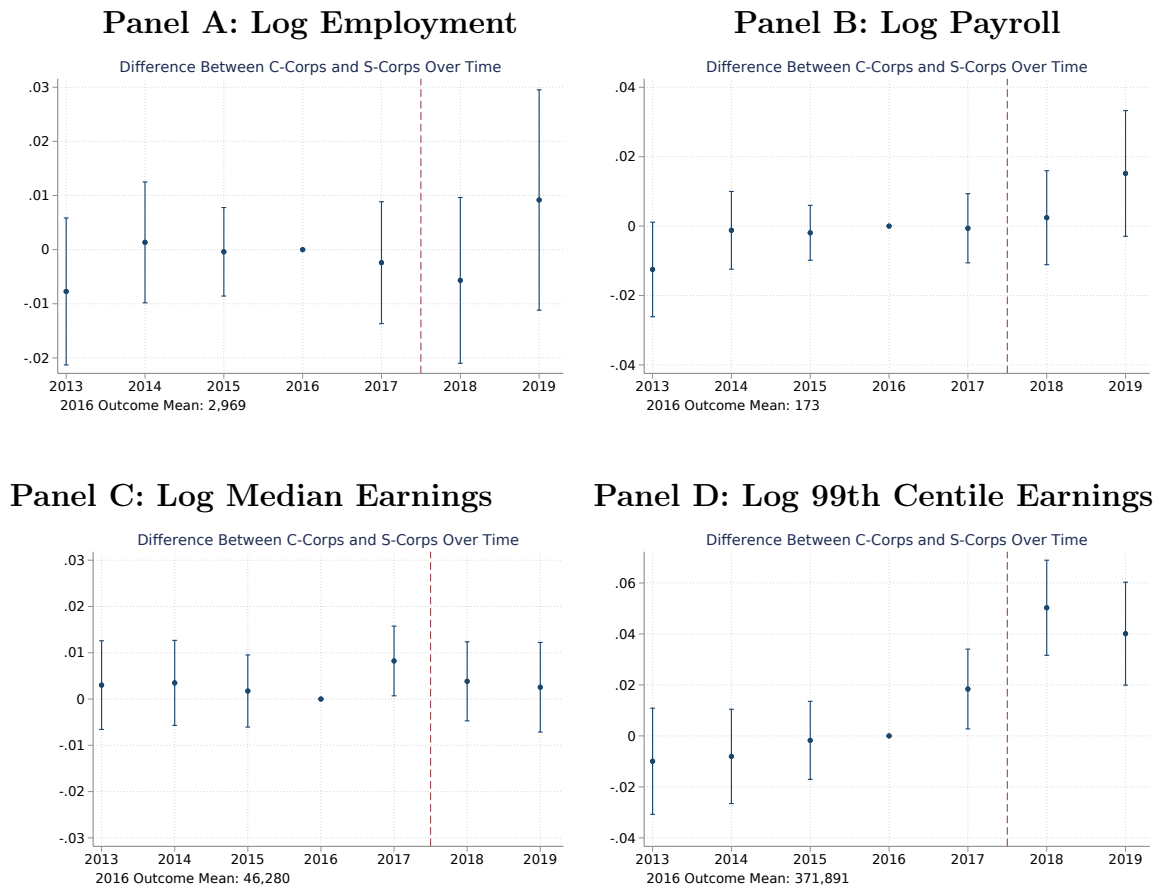 Panel A: Log Employment
Difference Between C-Corps and S-Corps Over Time
.03
.02
.01
0
-.01
-.02
2013 2014 2015 2016 2017 2018 2019
2016 Outcome Mean: 2,969
Panel B: Log Payroll
Difference Between C-Corps and S-Corps Over Time
.04
.02
0
-.02
-.04
2013 2014 2015 2016 2017 2018 2019
2016 Outcome Mean: 173
Panel C: Log Median Earnings
Difference Between C-Corps and S-Corps Over Time
.03
.02
.01
0
-.01
-.02
-.03
2013 2014 2015 2016 2017 2018 2019
2016 Outcome Mean: 46,280
Panel D: Log 99th Centile Earnings
Difference Between C-Corps and S-Corps Over Time
.06
.04
.02
0
-.02
-.04
2013 2014 2015 2016 2017 2018 2019
2016 Outcome Mean: 371,891